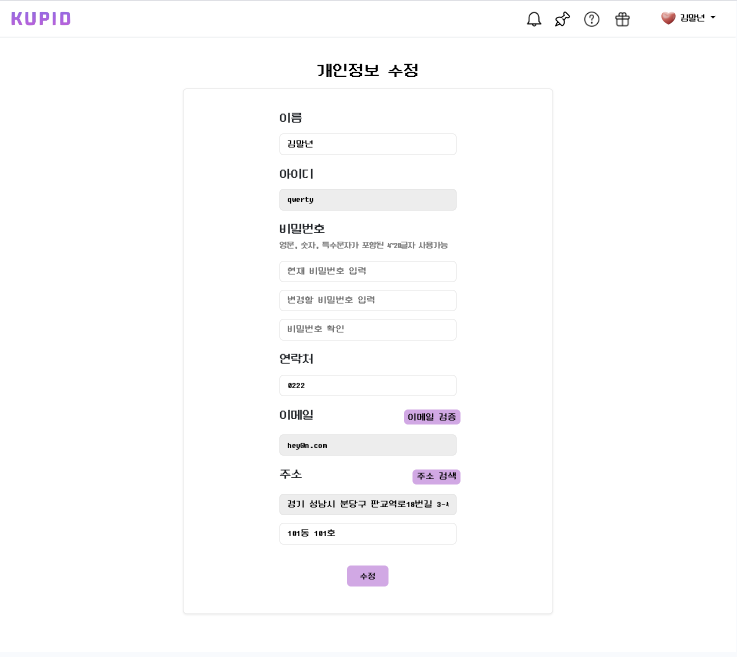 KUPID
김말년
개인정보 수정
이름
김말년
아이디
qwerty
비밀번호
영문, 숫자, 특수문자가 포함된 4~20글자 사용가능
현재 비밀번호 입력
변경할 비밀번호 입력
비밀번호 확인
연락처
0222
이메일
이메일 검증
hey@n.com
주소
주소 검색
경기 성남시 분당구 판교역로10번길 3-4
101동 101호
수정